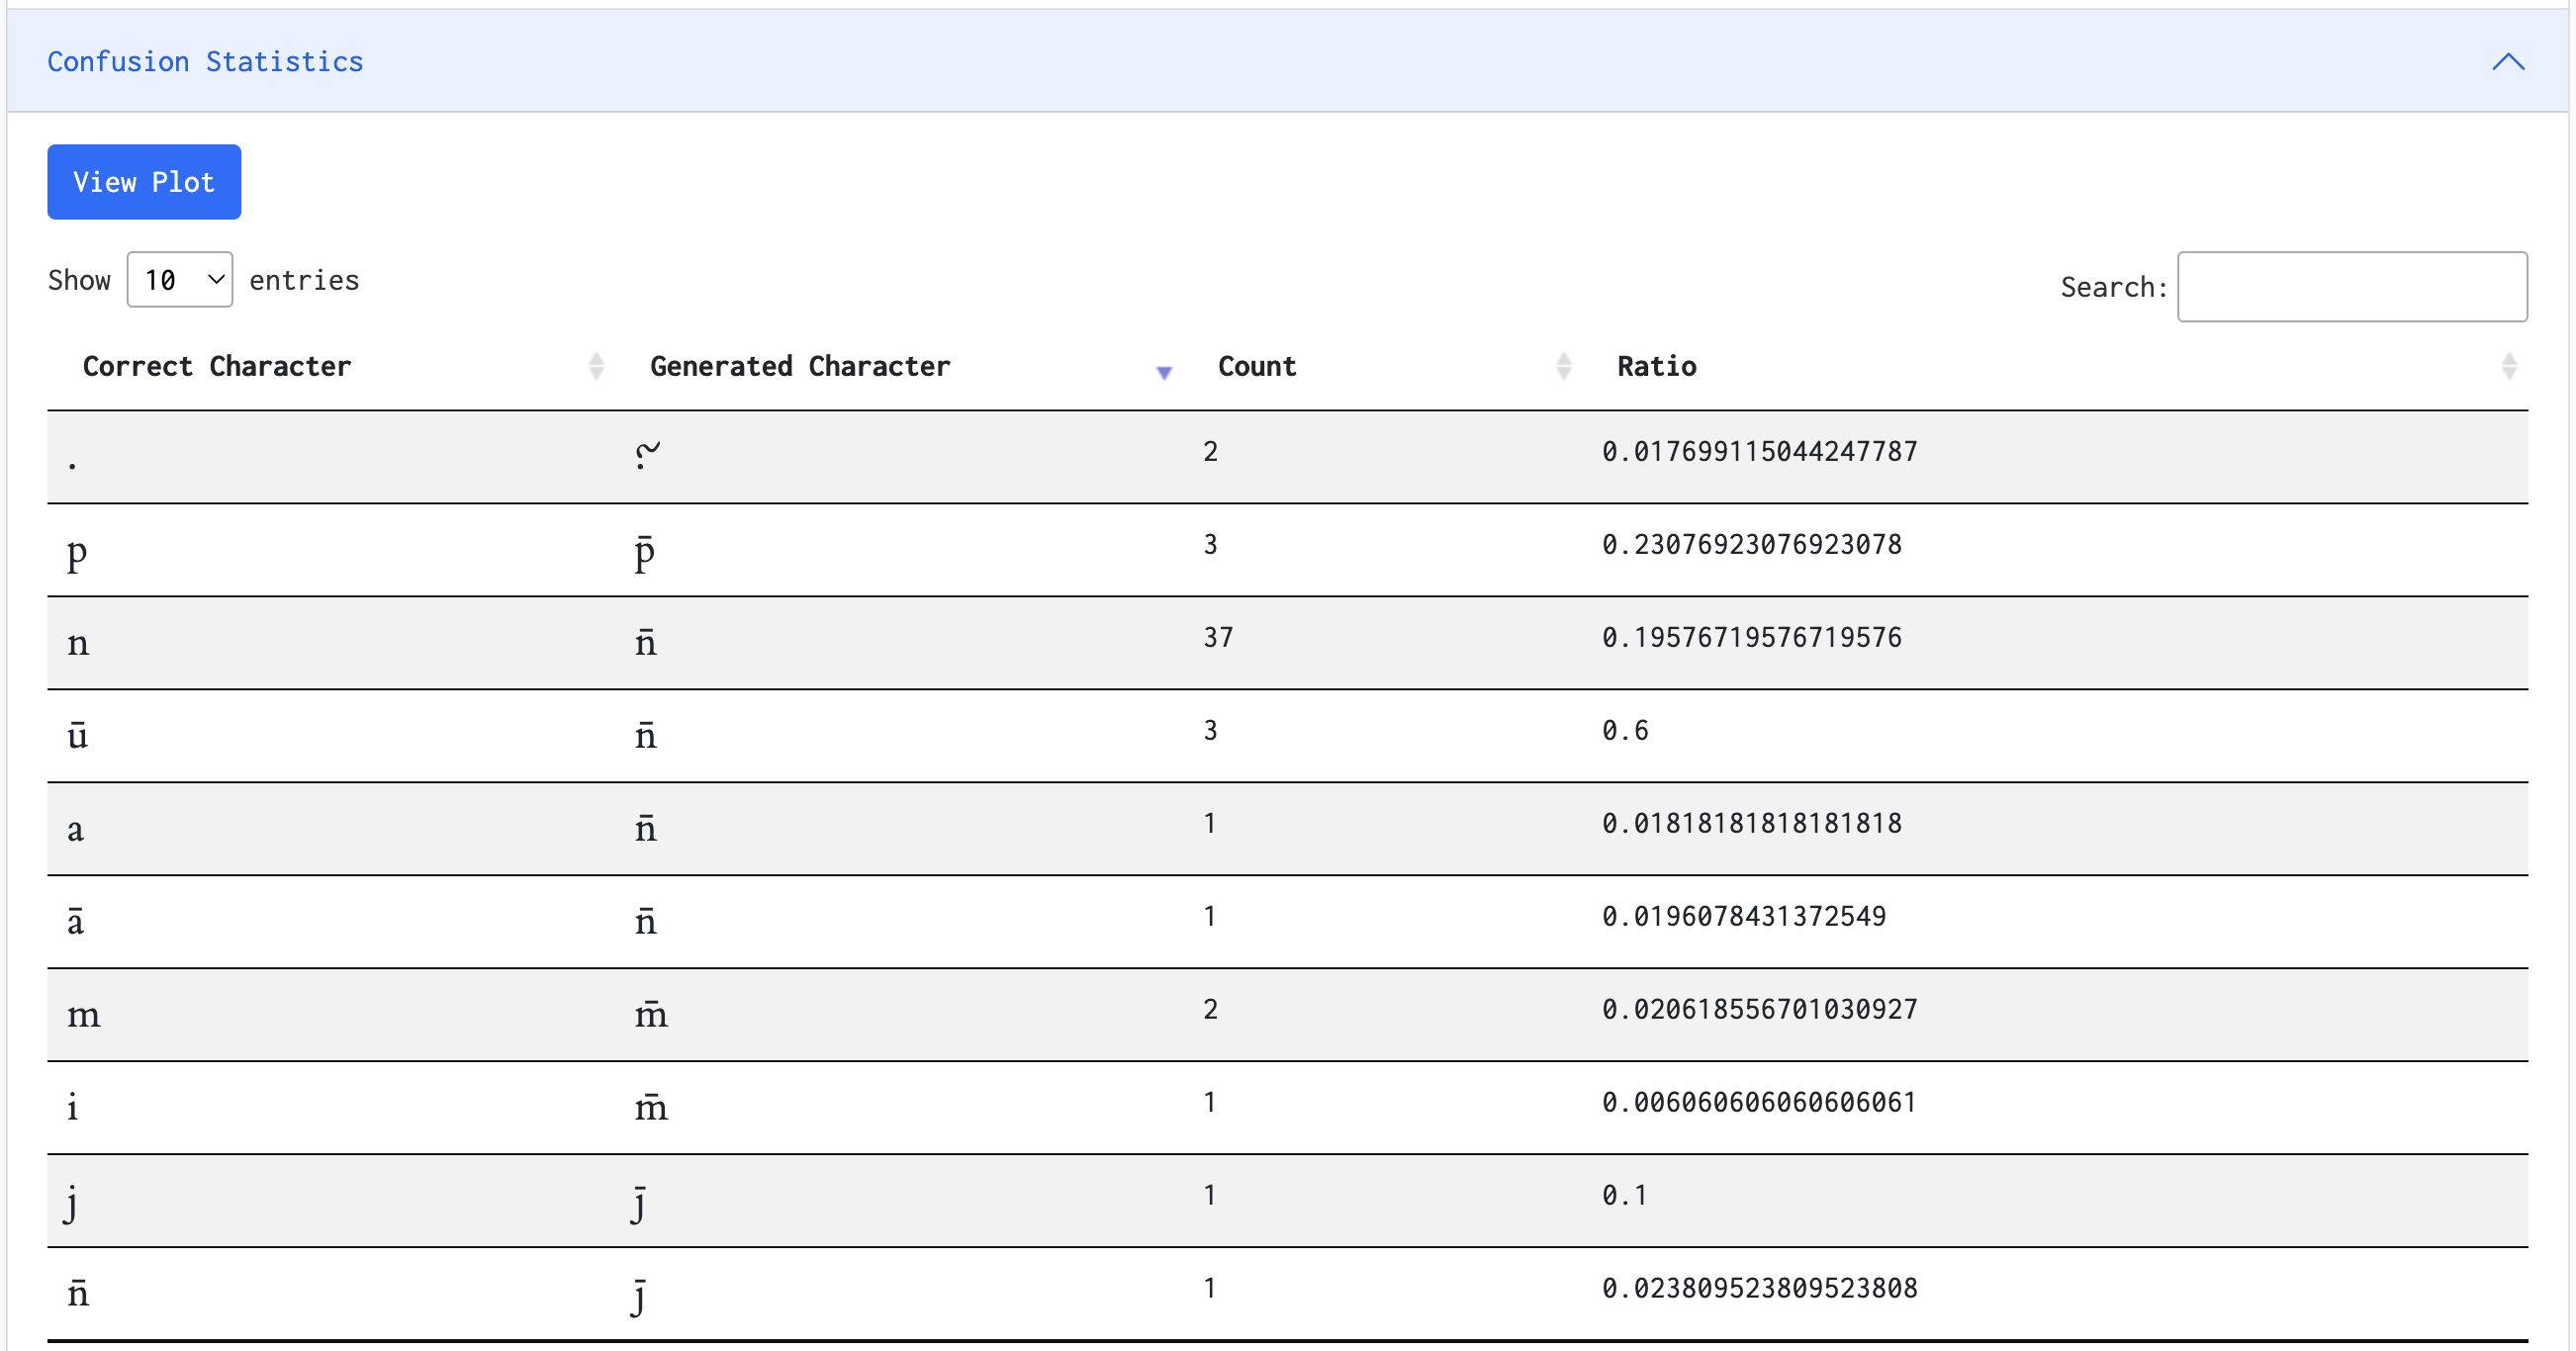 Confusion Statistics
View Plot
Show 10 entries
Search:
Correct Character Generated Character Count Ratio
. 2 0.017699115044247787
p p̄ 3 0.23076923076923078
n n̄ 37 0.19576719576719576
ū n̄ 3 0.6
a n̄ 1 0.01818181818181818
ā n̄ 1 0.0196078431372549
m m̄ 2 0.020618556701030927
i m̄ 1 0.006060606060606061
j j̄ 1 0.1
n̄ j̄ 1 0.023809523809523808